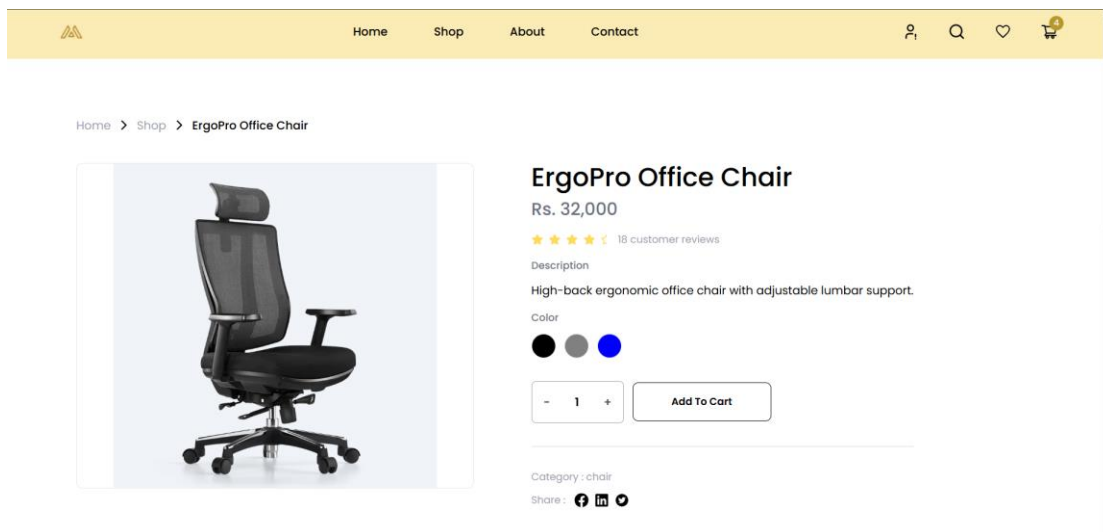 Home Shop About Contact
4
Home > Shop > ErgoPro Office Chair
ErgoPro Office Chair
Rs. 32,000
18 customer reviews
Description
High-back ergonomic office chair with adjustable lumbar support.
Color
- 1 + Add To Cart
Category : chair
Share :